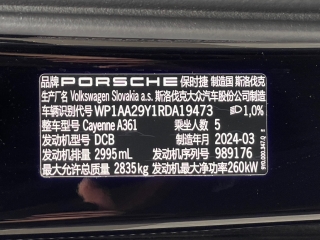 品牌 PORSCHE 保时捷 制造国 斯洛伐克
生产厂名 Volkswagen Slovakia a.s. 斯洛伐克大众汽车股份公司制造
车辆识别代号 WP1AA29Y1RDA19473 1,0%
整车型号 Cayenne A361 乘坐人数 5
发动机型号 DCB 制造年月 2024-03
发动机排量 2995mL 发动机序列号 989176
最大允许总质量 2835kg 发动机最大净功率 260kW